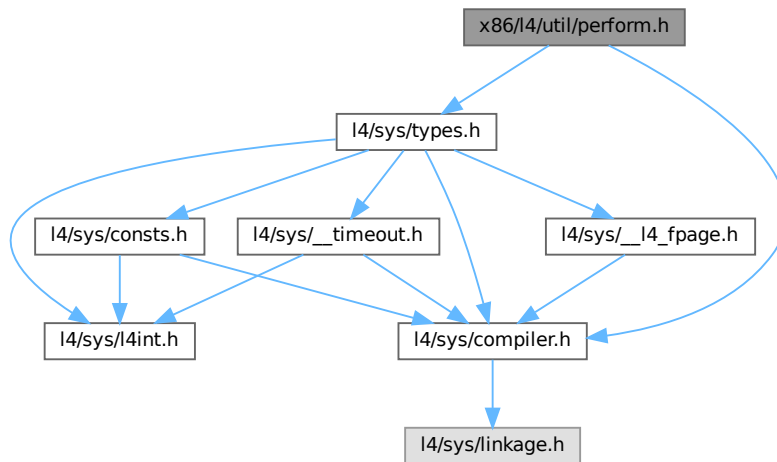 x86/l4/util/perform.h
l4/sys/types.h
l4/sys/consts.h
l4/sys/__timeout.h
l4/sys/__l4_fpage.h
l4/sys/l4int.h
l4/sys/compiler.h
l4/sys/linkage.h